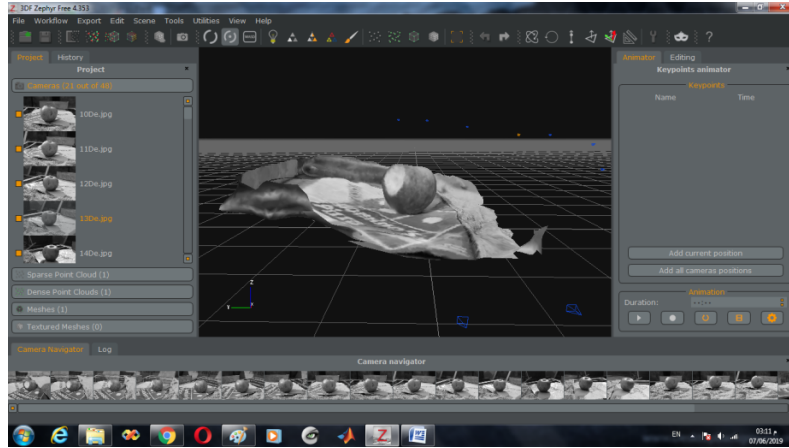 3DF Zephyr Free 4.353
File Workflow Export Edit Scene Tools Utilities View Help
Project History
Project
Cameras (21 out of 48)
10De.jpg
11De.jpg
12De.jpg
13De.jpg
14De.jpg
Sparse Point Cloud (1)
Dense Point Clouds (1)
Meshes (1)
Textured Meshes (0)
Z
Animator Editing
Keypoints animator
Keypoints
Name Time
Add current position
Add all cameras positions
Animation
Duration:
Camera Navigator Log
Camera navigator
EN
03:11 م
07/06/2019